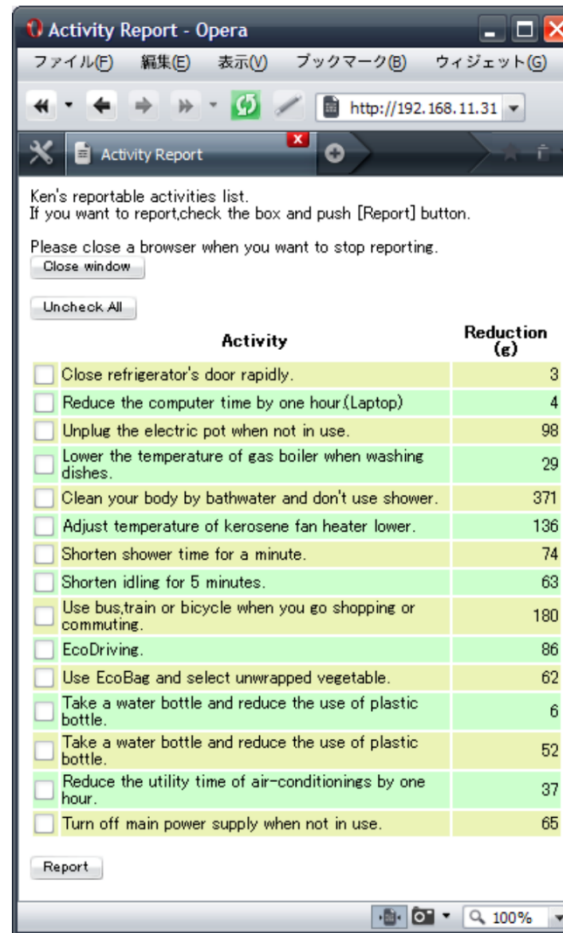 Activity Report - Opera
ファイル(F) 編集(E) 表示(V) ブックマーク(B) ウィジェット(G)
http://192.168.11.31
Activity Report
Ken's reportable activities list.
If you want to report,check the box and push [Report] button.
Please close a browser when you want to stop reporting.
Close window
Uncheck All
Activity Reduction
(g)
Close refrigerator's door rapidly. 3
Reduce the computer time by one hour.(Laptop) 4
Unplug the electric pot when not in use. 98
Lower the temperature of gas boiler when washing
dishes. 29
Clean your body by bathwater and don't use shower. 371
Adjust temperature of kerosene fan heater lower. 136
Shorten shower time for a minute. 74
Shorten idling for 5 minutes. 63
Use bus,train or bicycle when you go shopping or
commuting. 180
EcoDriving. 86
Use EcoBag and select unwrapped vegetable. 62
Take a water bottle and reduce the use of plastic
bottle. 6
Take a water bottle and reduce the use of plastic
bottle. 52
Reduce the utility time of air-conditionings by one
hour. 37
Turn off main power supply when not in use. 65
Report
100%